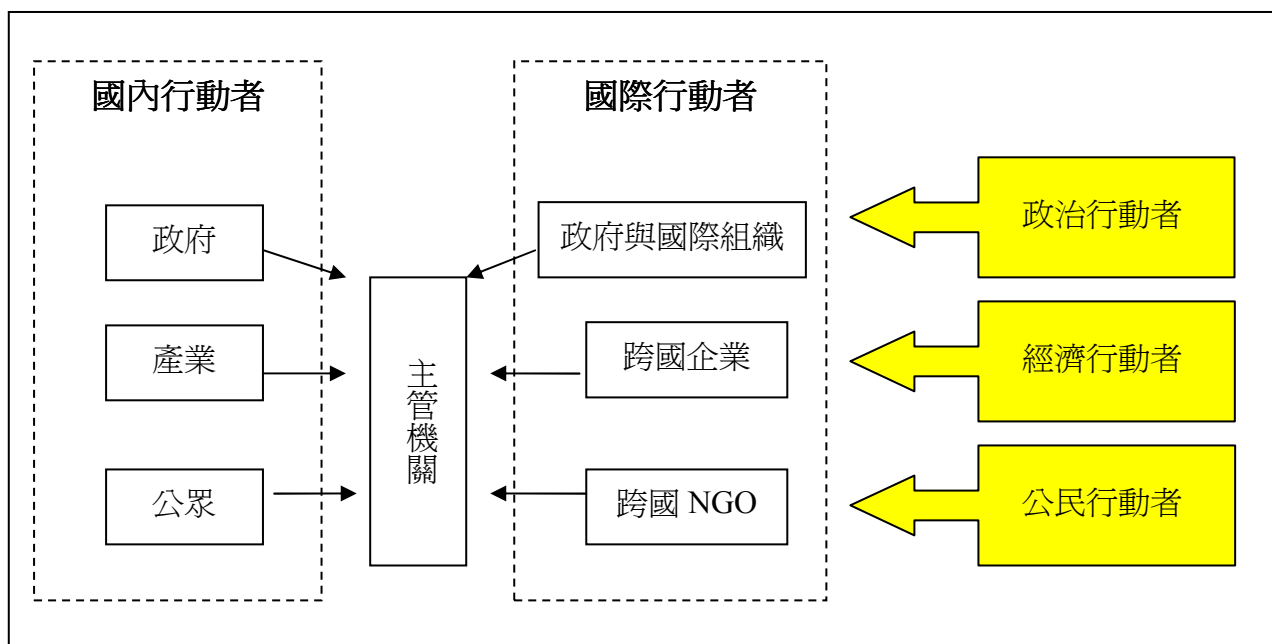 國內行動者
國際行動者
政府
政府與國際組織
政治行動者
產業
主管機關
跨國企業
經濟行動者
公眾
跨國 NGO
公民行動者